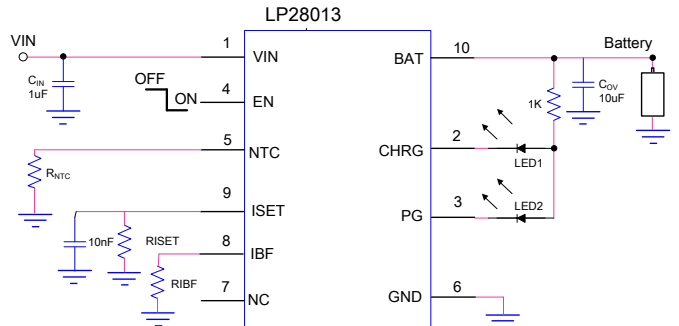 LP28013
VIN
1
VIN
BAT
10
Battery
CIN
1uF
OFF
ON
4
EN
1K
COV
10uF
5
NTC
CHRG
2
LED1
RNTC
9
ISET
PG
3
LED2
10nF
RISET
8
IBF
RIBF
7
NC
GND
6